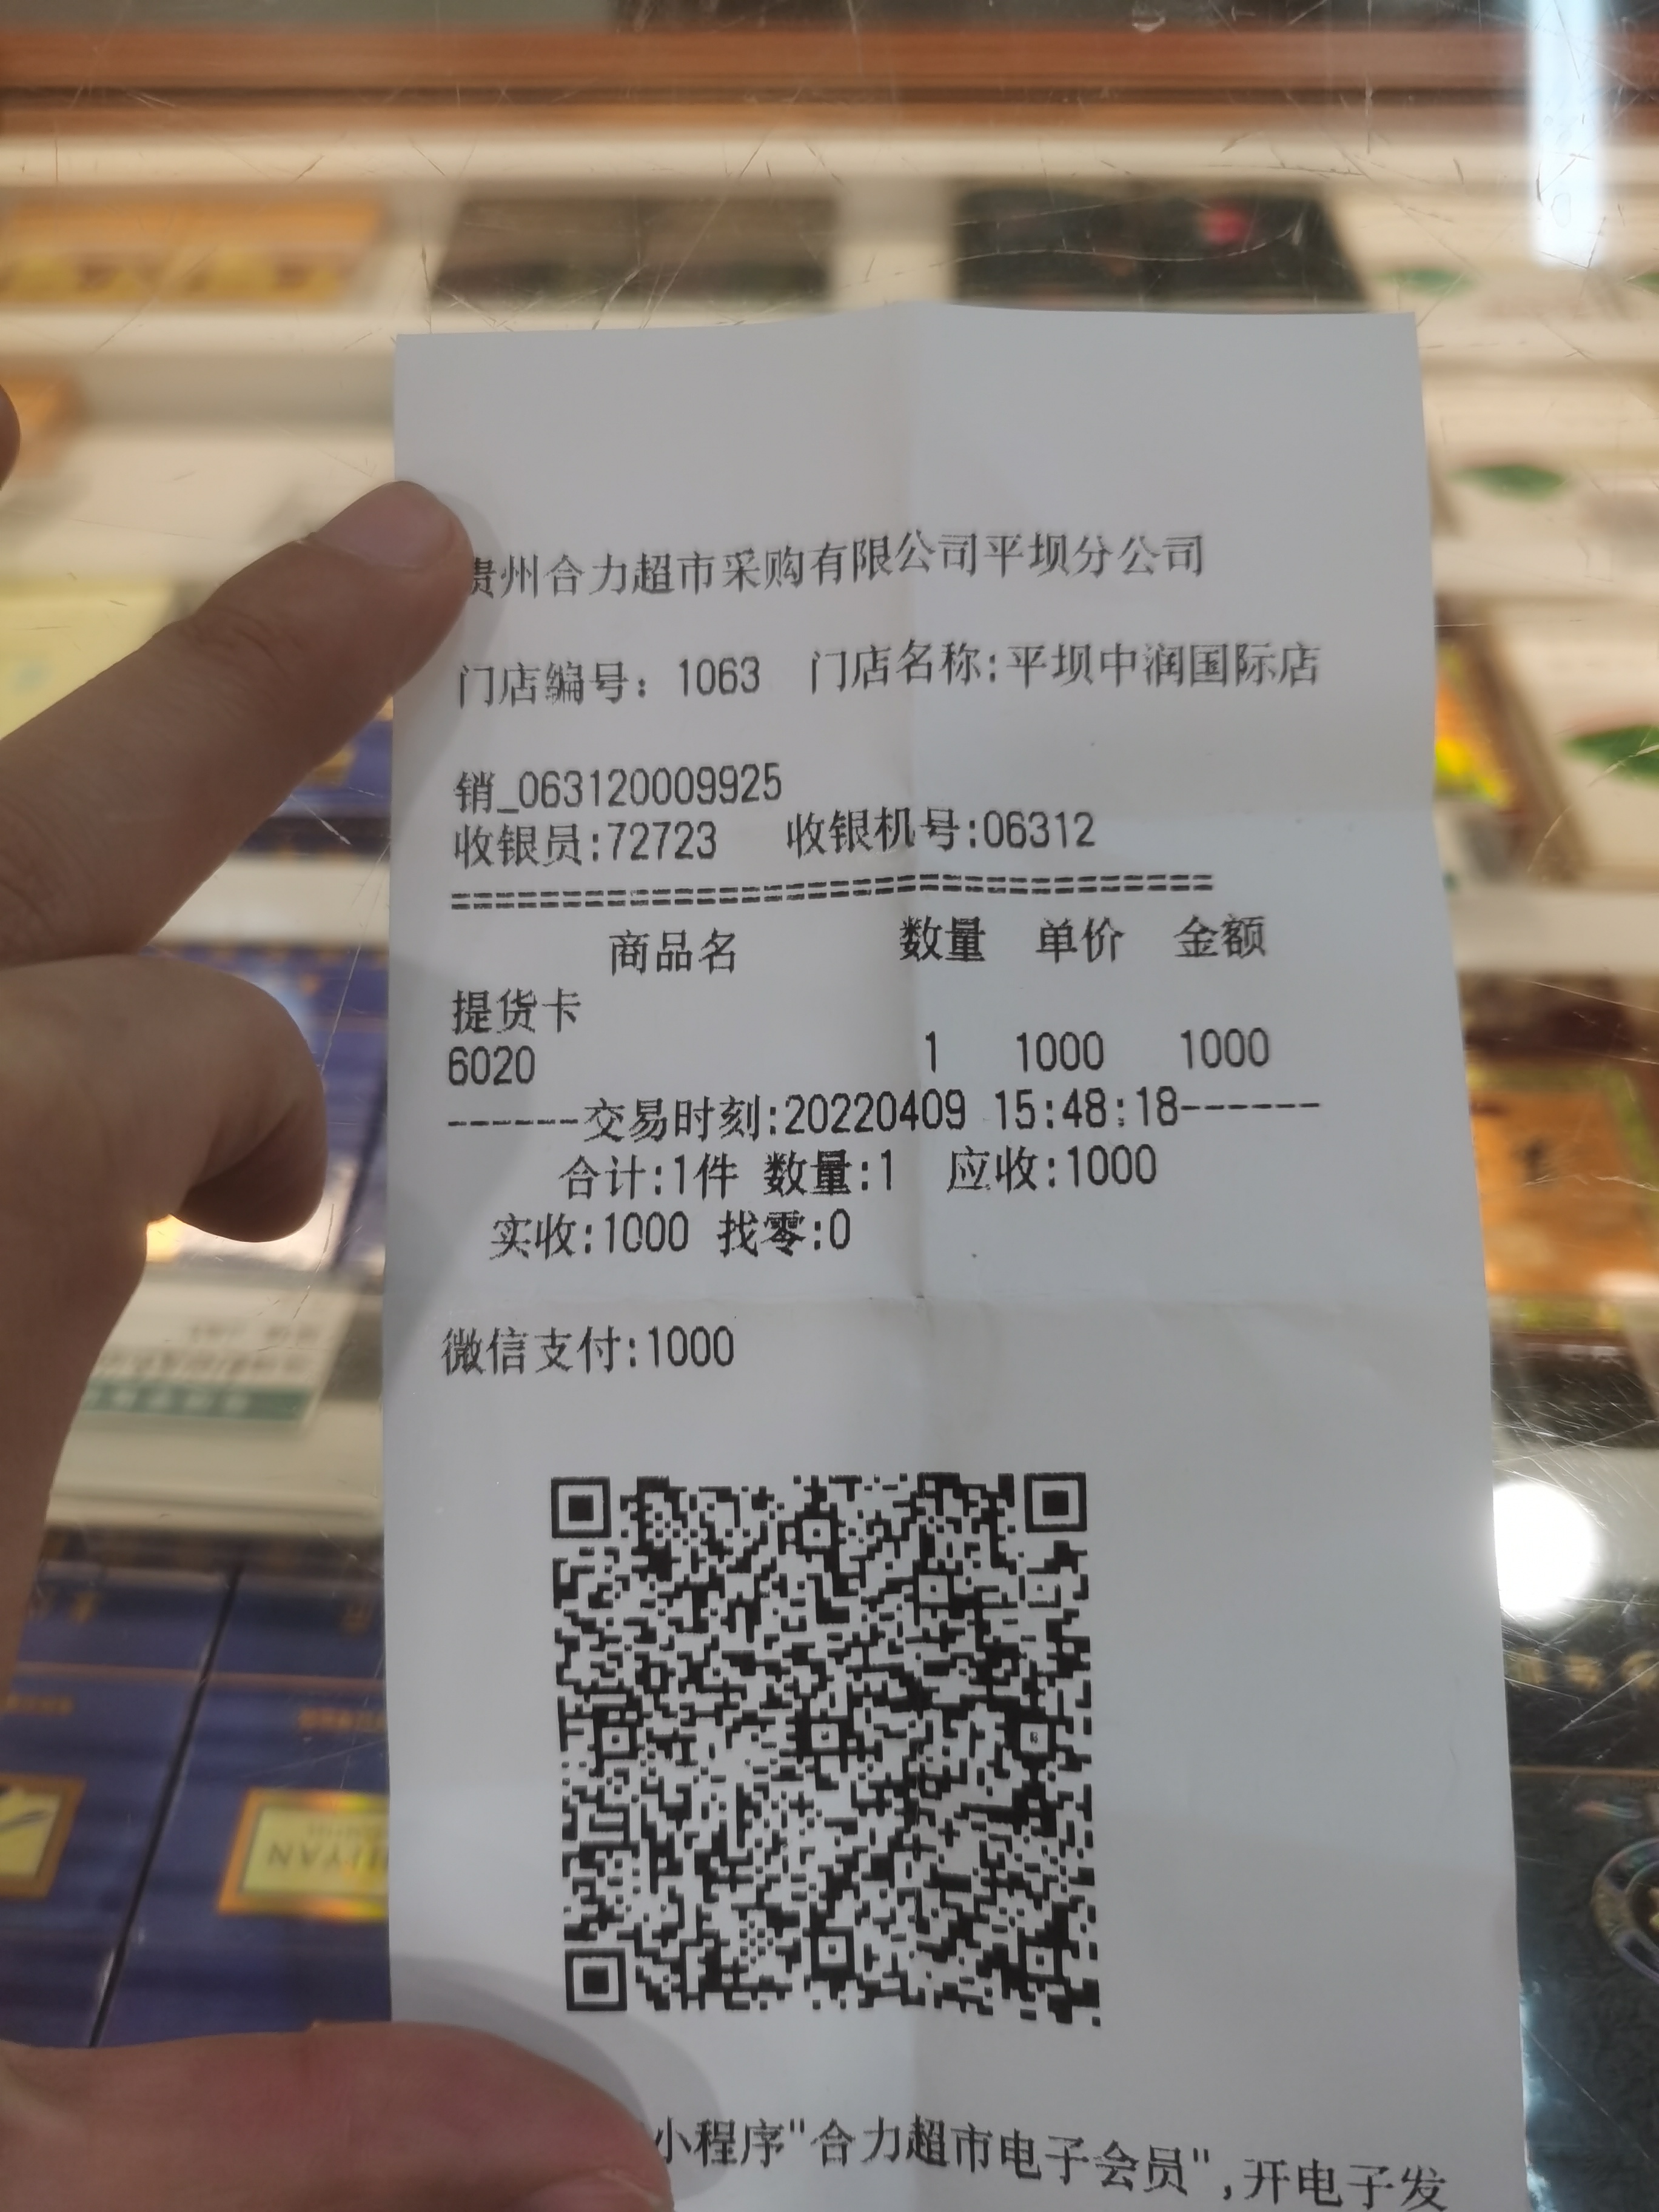 贵州合力超市采购有限公司平坝分公司
门店编号：1063 门店名称:平坝中润国际店
销_063120009925
收银员:72723 收银机号:06312
==========================================
商品名 数量 单价 金额
提货卡
6020 1 1000 1000
------交易时刻:20220409 15:48:18------
合计:1件 数量:1 应收:1000
实收:1000 找零:0
微信支付:1000
小程序"合力超市电子会员",开电子发